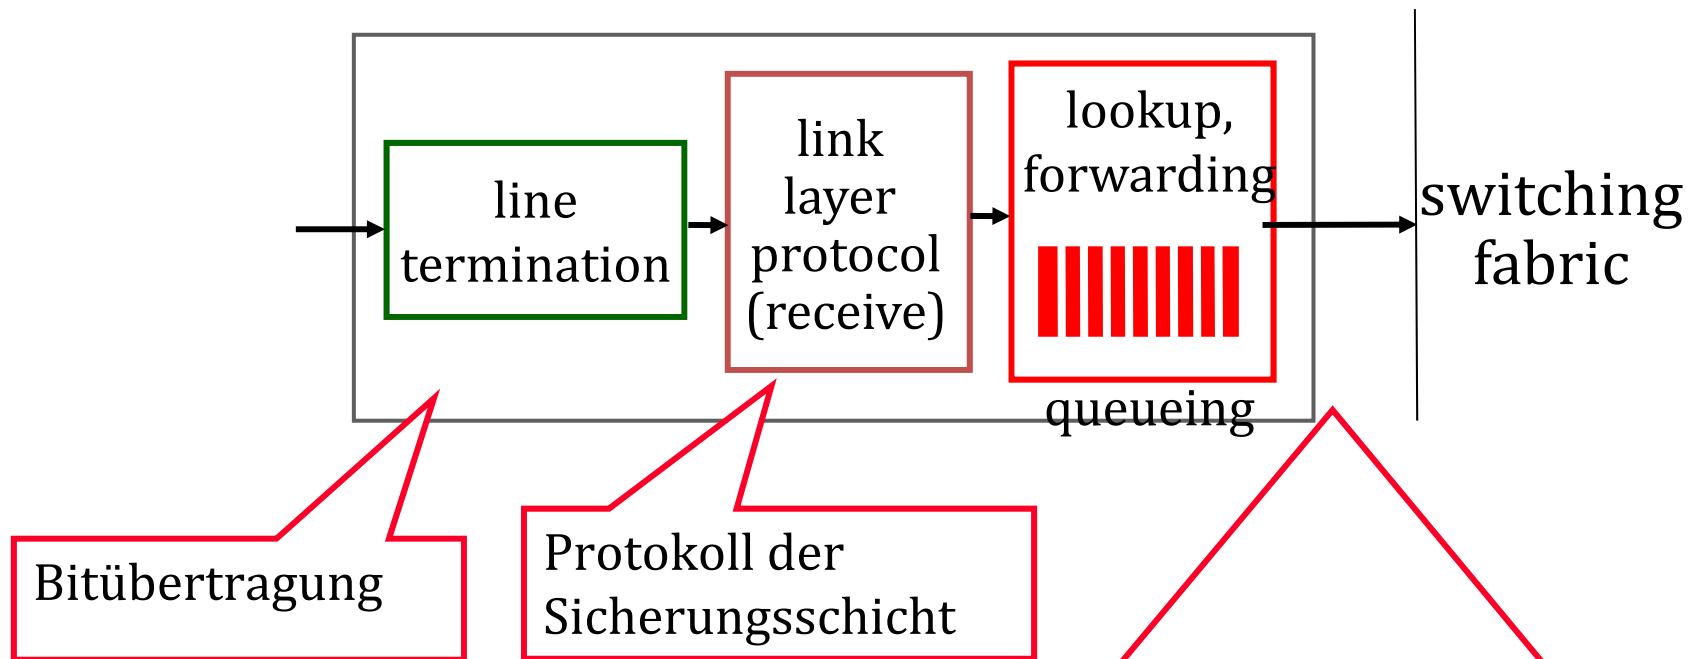 line
termination
link
layer
protocol
(receive)
lookup,
forwarding
queueing
switching
fabric
Bitübertragung
Protokoll der
Sicherungsschicht